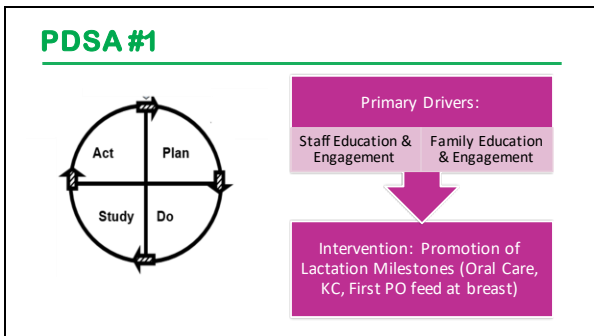 PDSA #1
Act
Plan
Study
Do
Primary Drivers:
Staff Education &
Engagement
Family Education
& Engagement
Intervention: Promotion of
Lactation Milestones (Oral Care,
KC, First PO feed at breast)